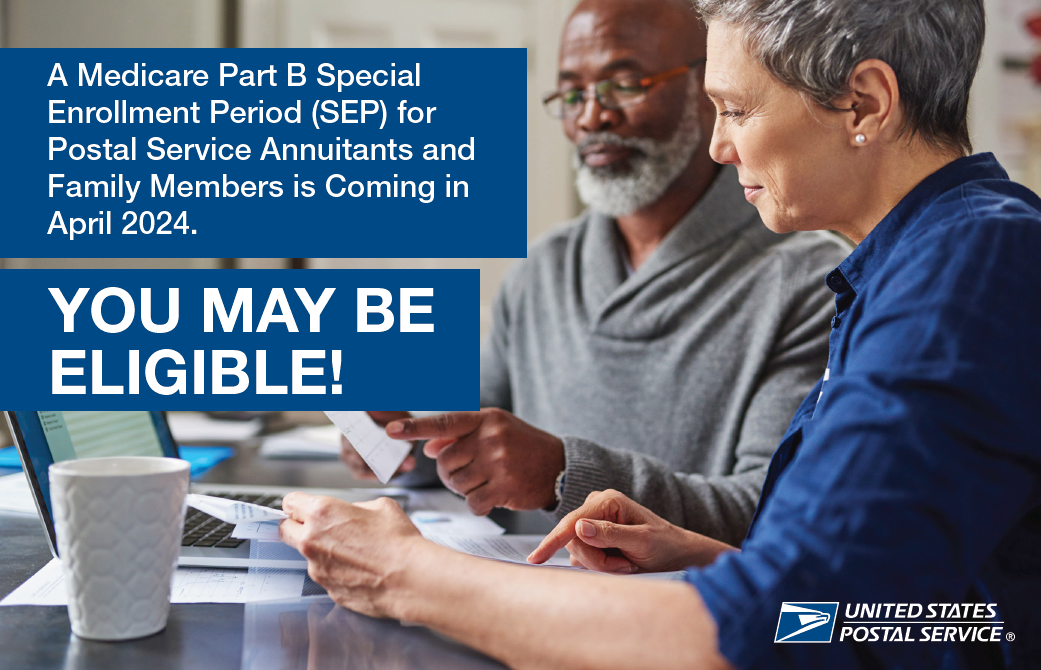 A Medicare Part B Special
Enrollment Period (SEP) for
Postal Service Annuitants and
Family Members is Coming in
April 2024.
YOU MAY BE
ELIGIBLE!
UNITED STATES
POSTAL SERVICE ®